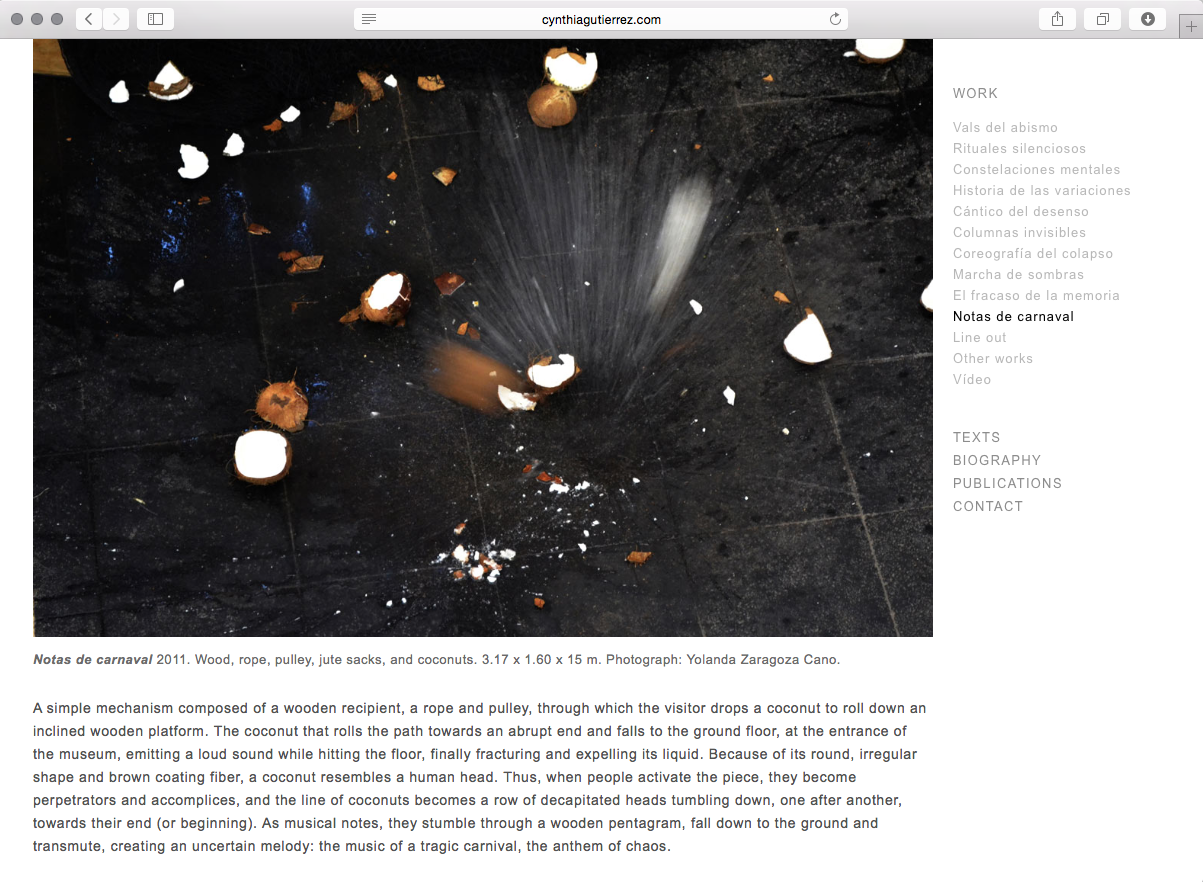 cynthiagutierrez.com
WORK
Vals del abismo
Rituales silenciosos
Constelaciones mentales
Historia de las variaciones
Cántico del desenso
Columnas invisibles
Coreografía del colapso
Marcha de sombras
El fracaso de la memoria
Notas de carnaval
Line out
Other works
Vídeo
TEXTS
BIOGRAPHY
PUBLICATIONS
CONTACT
Notas de carnaval 2011. Wood, rope, pulley, jute sacks, and coconuts. 3.17 x 1.60 x 15 m. Photograph: Yolanda Zaragoza Cano.
A simple mechanism composed of a wooden recipient, a rope and pulley, through which the visitor drops a coconut to roll down an
inclined wooden platform. The coconut that rolls the path towards an abrupt end and falls to the ground floor, at the entrance of
the museum, emitting a loud sound while hitting the floor, finally fracturing and expelling its liquid. Because of its round, irregular
shape and brown coating fiber, a coconut resembles a human head. Thus, when people activate the piece, they become
perpetrators and accomplices, and the line of coconuts becomes a row of decapitated heads tumbling down, one after another,
towards their end (or beginning). As musical notes, they stumble through a wooden pentagram, fall down to the ground and
transmute, creating an uncertain melody: the music of a tragic carnival, the anthem of chaos.